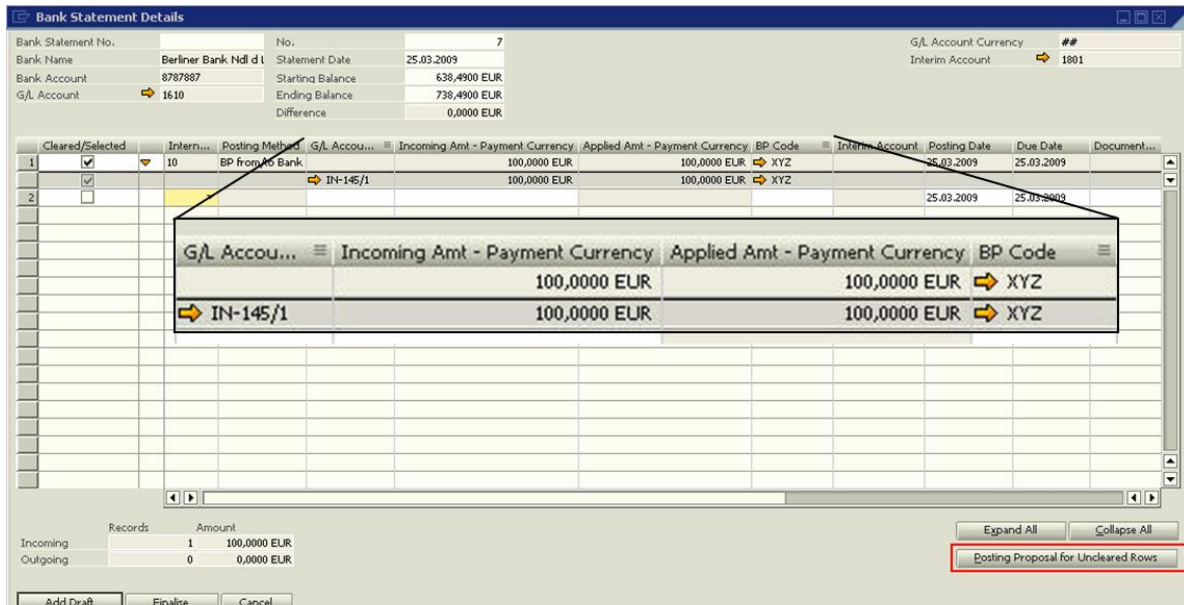 Bank Statement Details
Bank Statement No. No. 7 G/L Account Currency ##
Bank Name Berliner Bank Ndl d L Statement Date 25.03.2009 Interim Account 1801
Bank Account 8787887 Starting Balance 638,4900 EUR
G/L Account 1610 Ending Balance 738,4900 EUR
Difference 0,0000 EUR
Cleared/Selected Intern... Posting Method G/L Accou... Incoming Amt - Payment Currency Applied Amt - Payment Currency BP Code Interim Account Posting Date Due Date Document...
1 10 BP from/to Bank 100,0000 EUR 100,0000 EUR XYZ 25.03.2009 25.03.2009
IN-145/1 100,0000 EUR 100,0000 EUR XYZ
2 25.03.2009 25.03.2009
G/L Accou... Incoming Amt - Payment Currency Applied Amt - Payment Currency BP Code
100,0000 EUR 100,0000 EUR XYZ
IN-145/1 100,0000 EUR 100,0000 EUR XYZ
Records Amount
Incoming 1 100,0000 EUR Expand All Collapse All
Outgoing 0 0,0000 EUR Posting Proposal for Uncleared Rows
Add Draft Finalise Cancel